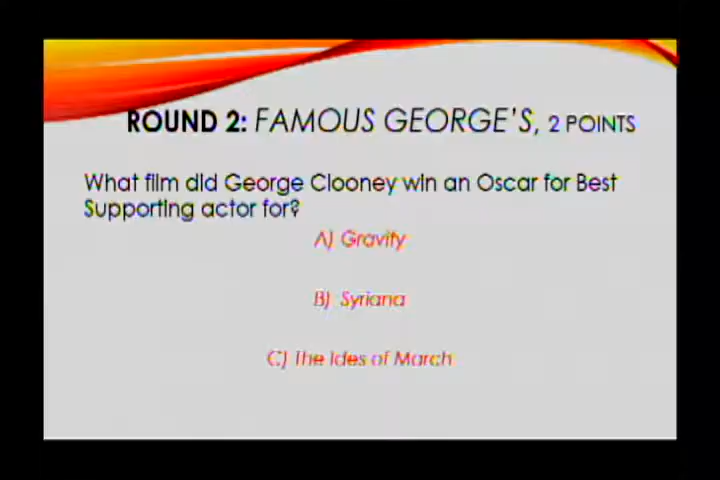 ROUND 2: FAMOUS GEORGE'S, 2 POINTS
What film did George Clooney win an Oscar for Best
Supporting actor for?
A) Gravity
B) Syriana
C) The Ides of March